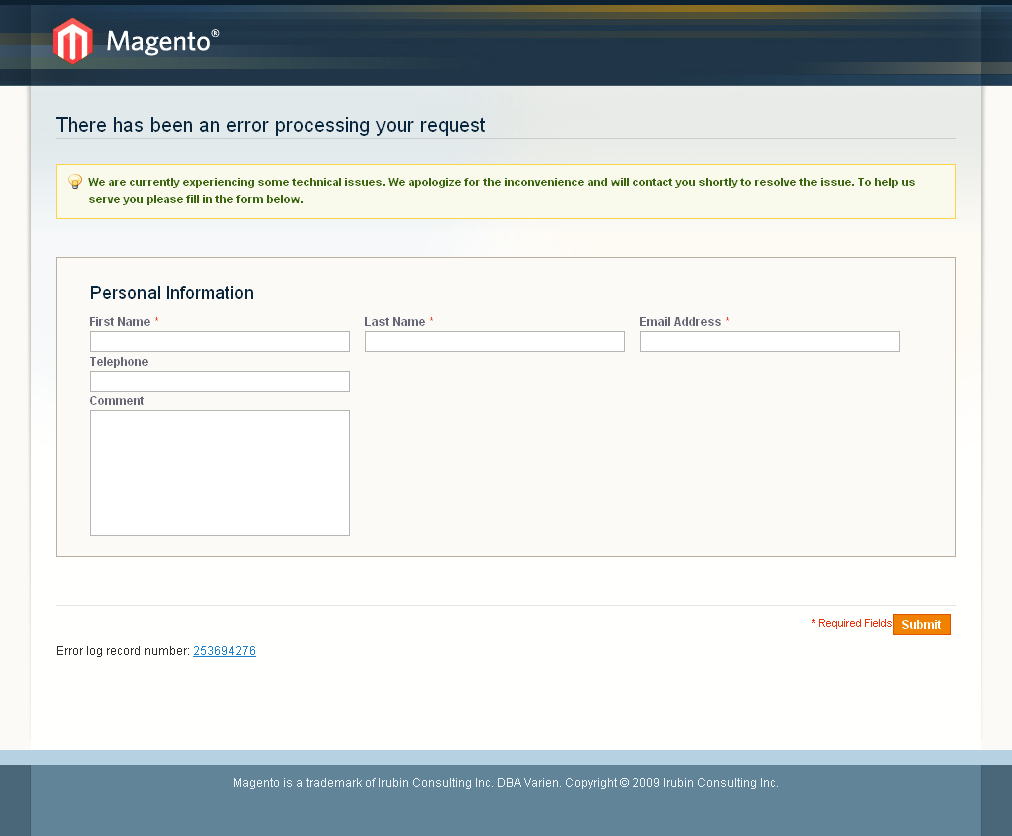 Magento®
There has been an error processing your request
We are currently experiencing some technical issues. We apologize for the inconvenience and will contact you shortly to resolve the issue. To help us
serve you please fill in the form below.
Personal Information
First Name *
Last Name *
Email Address *
Telephone
Comment
* Required Fields
Submit
Error log record number: 253694276
Magento is a trademark of Irubin Consulting Inc. DBA Varien. Copyright © 2009 Irubin Consulting Inc.